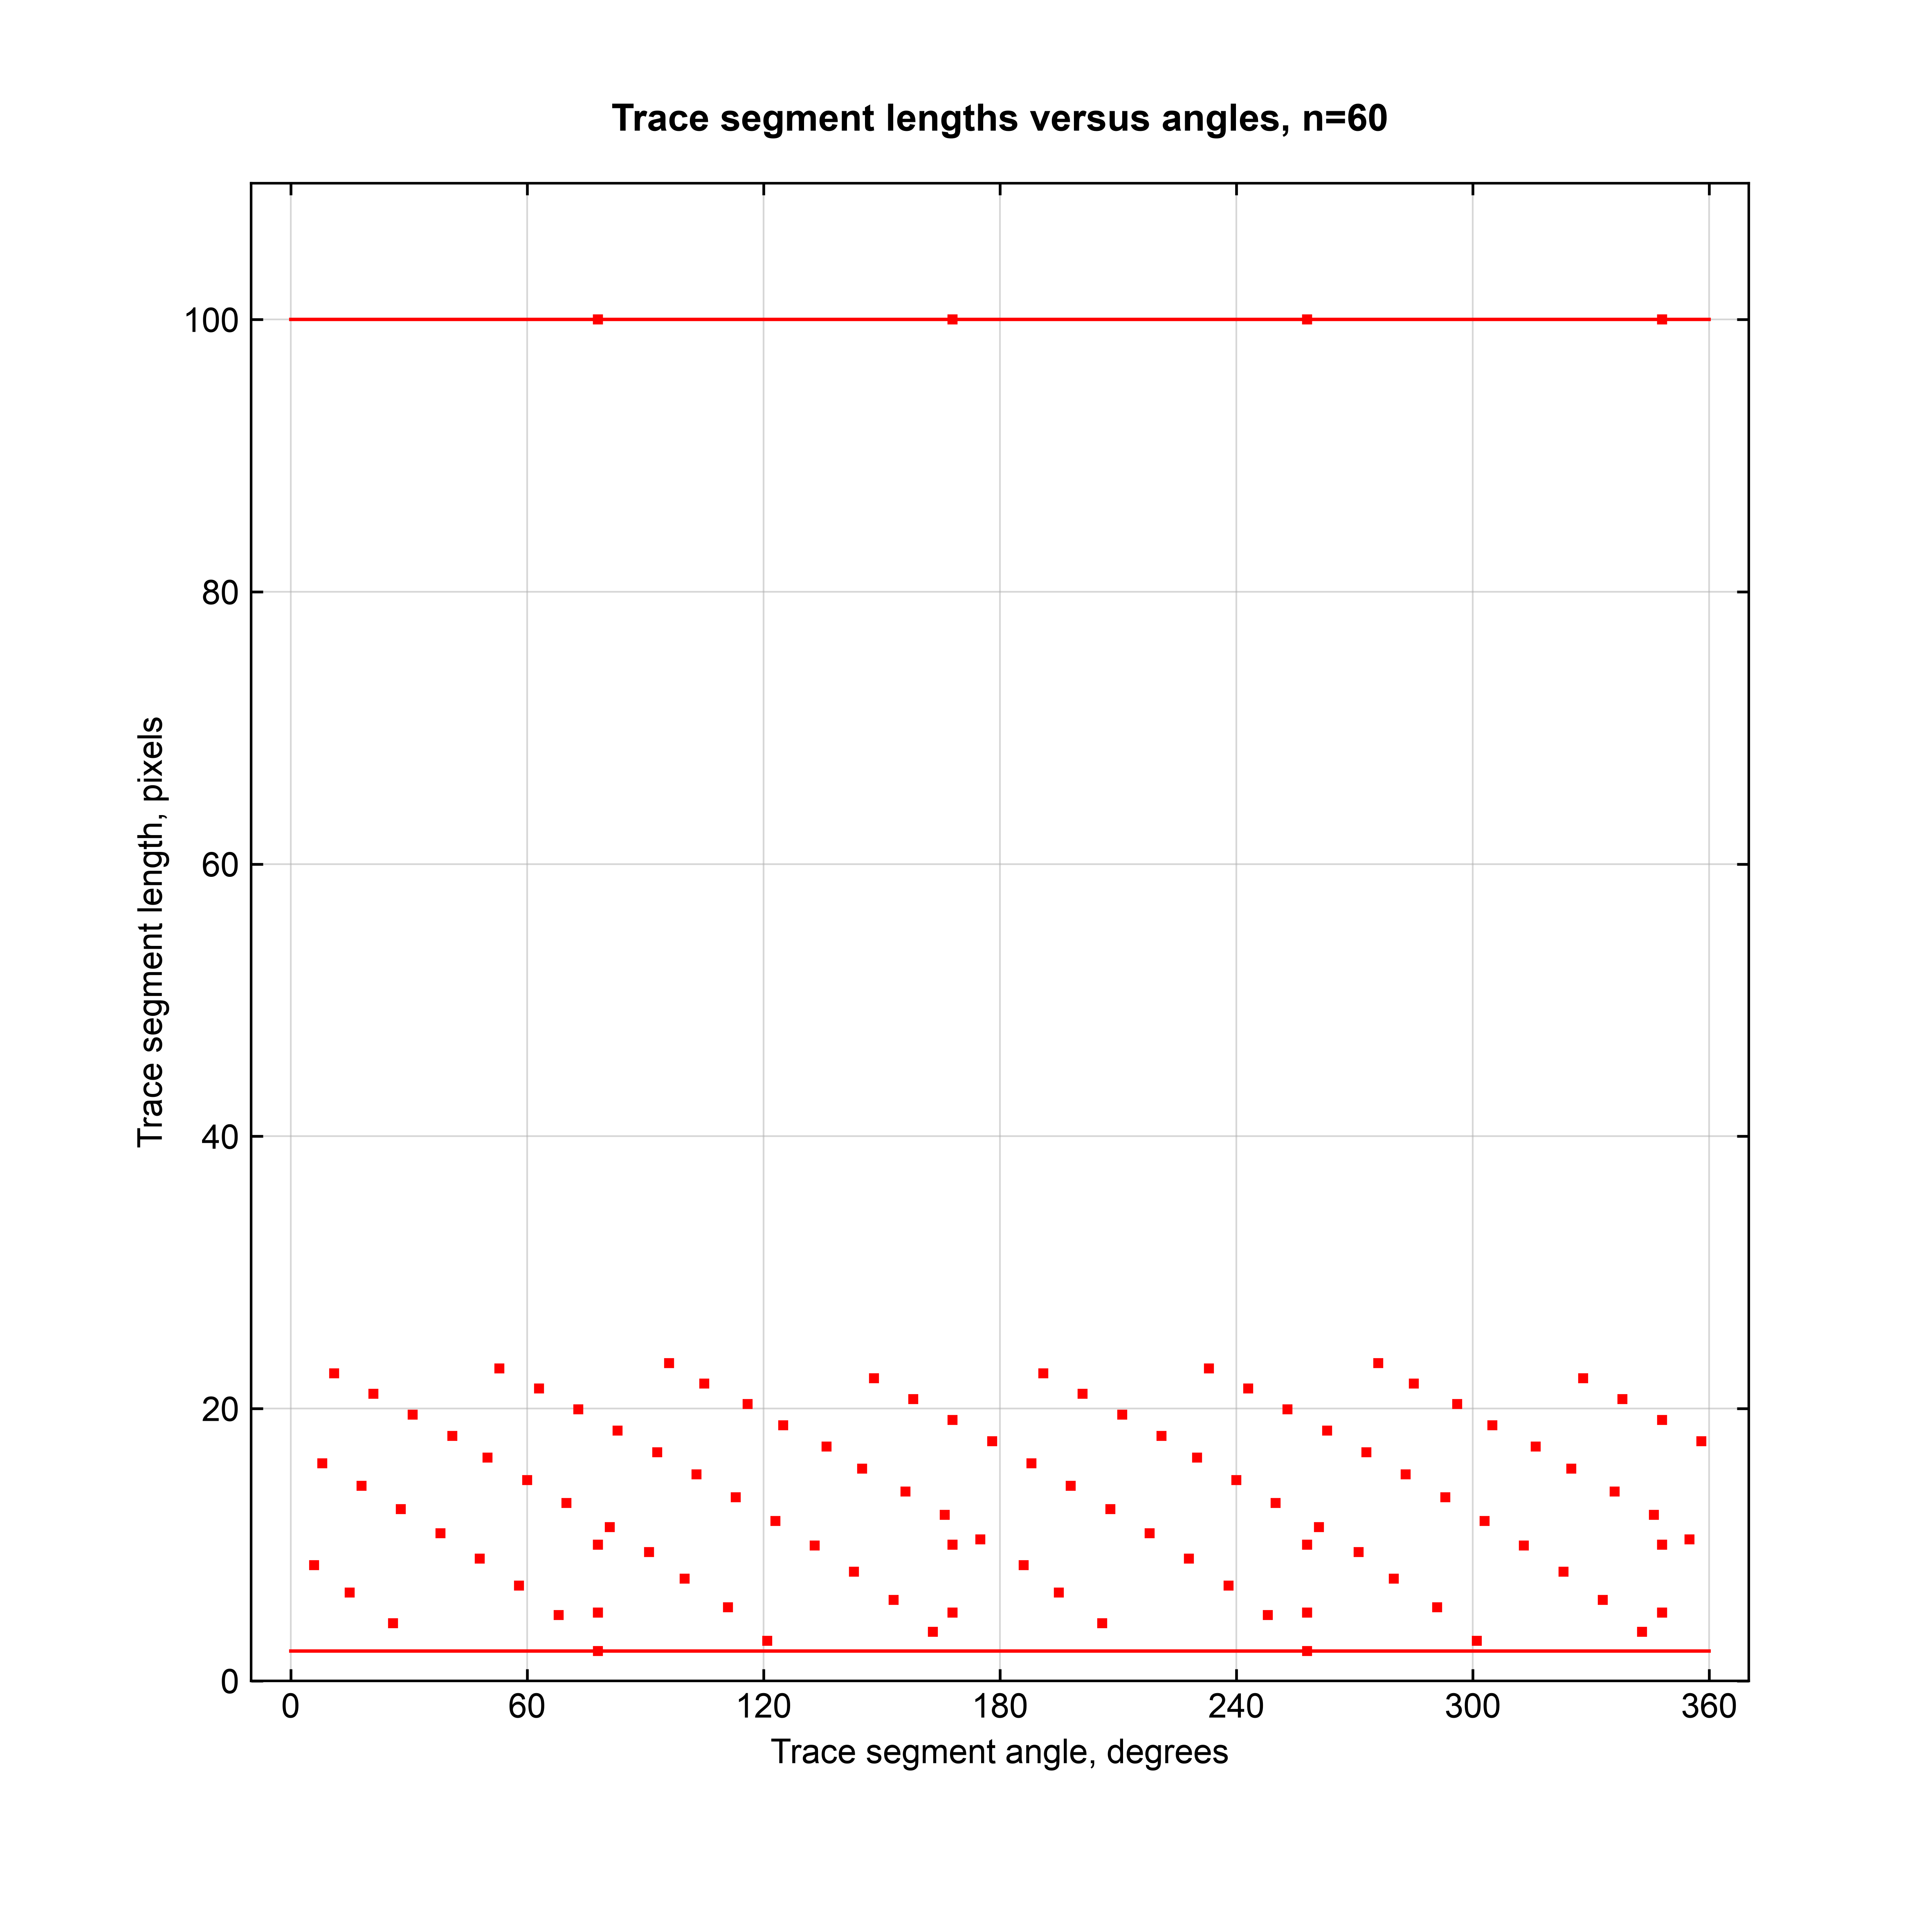 Trace segment lengths versus angles, n=60
100
80
60
40
20
0
Trace segment length, pixels
0 60 120 180 240 300 360
Trace segment angle, degrees